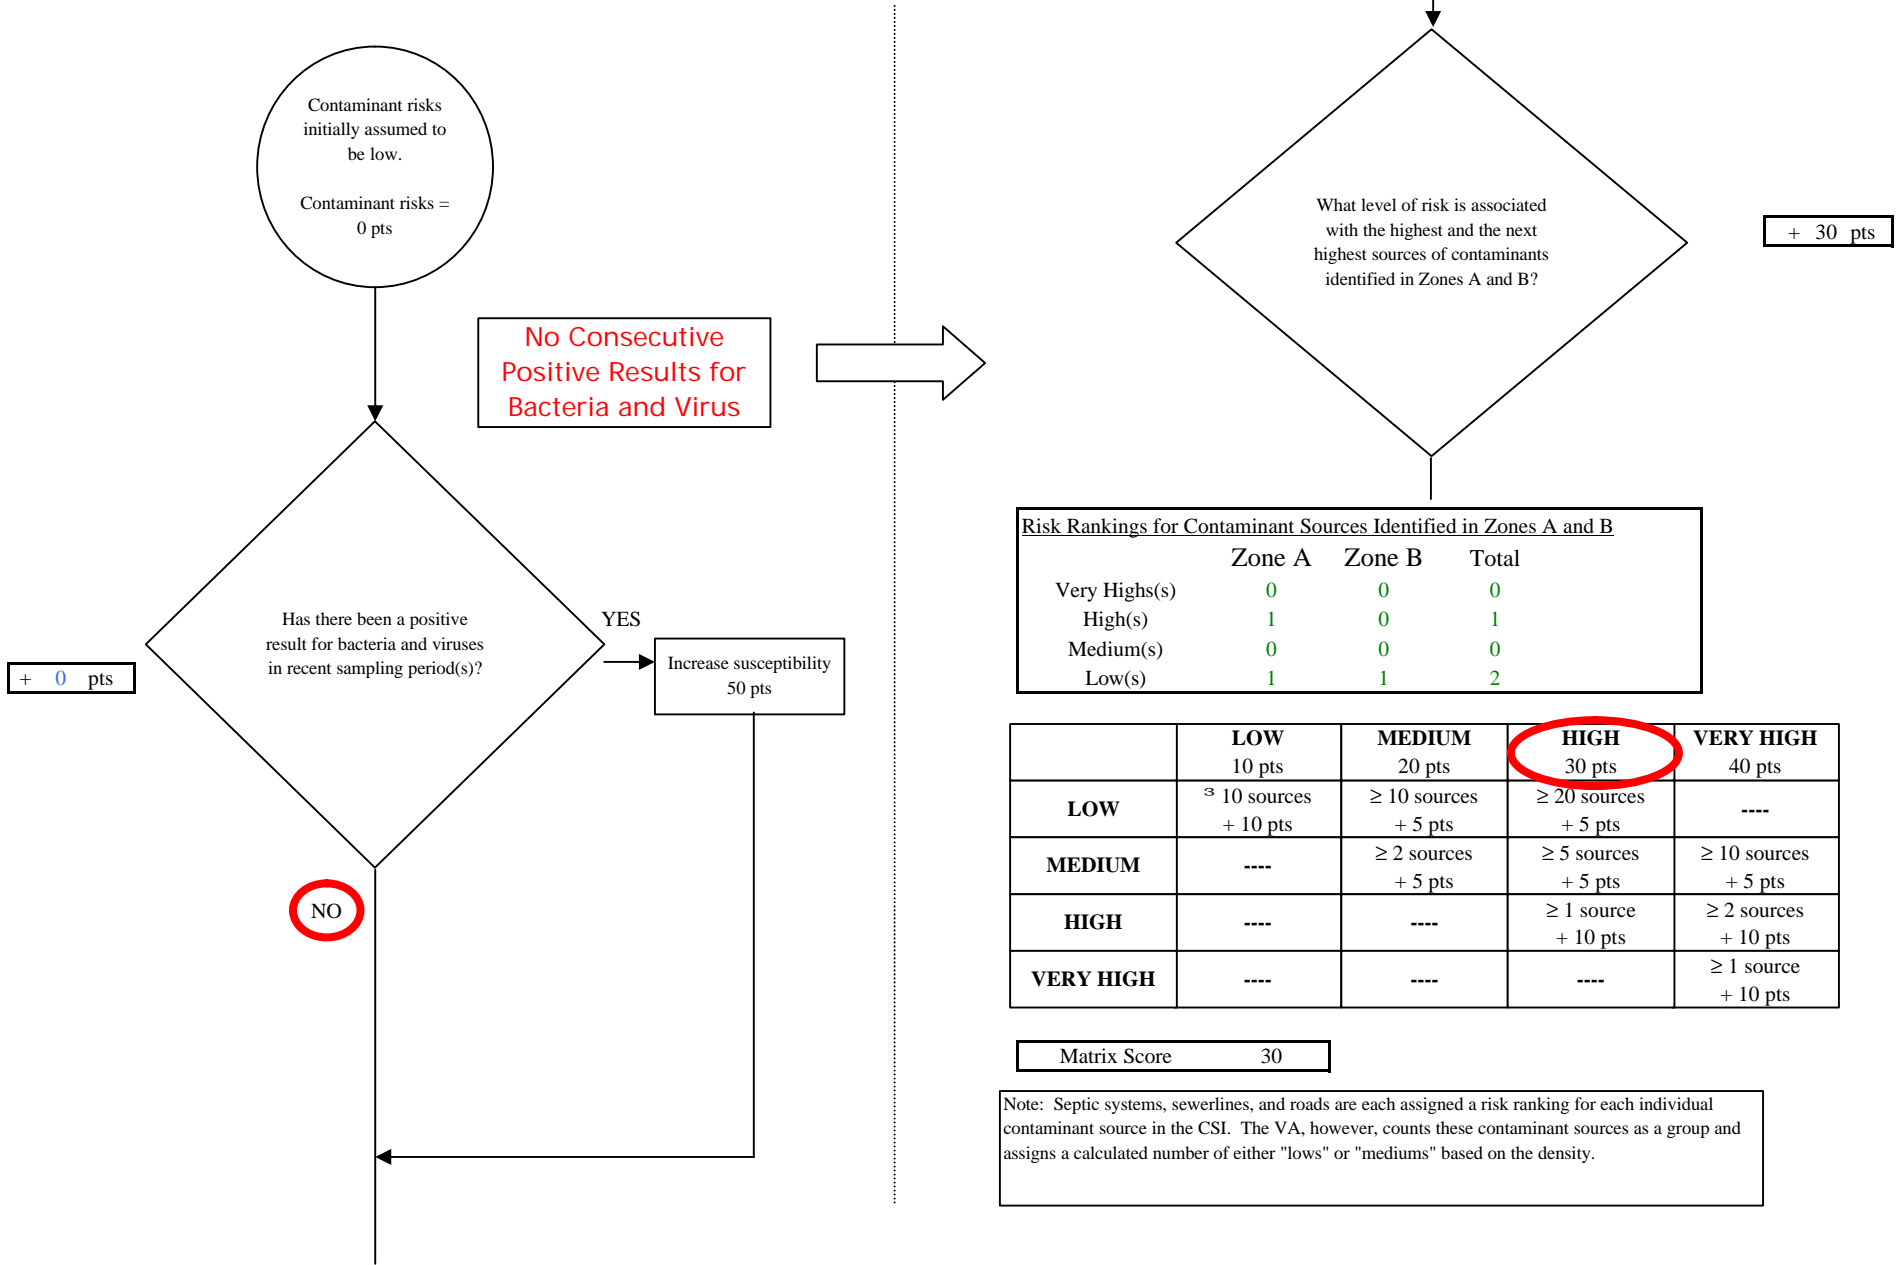 Contaminant risks
initially assumed to
be low.
Contaminant risks =
0 pts
No Consecutive
Positive Results for
Bacteria and Virus
Has there been a positive
result for bacteria and viruses
in recent sampling period(s)?
+ 0 pts
YES
Increase susceptibility
50 pts
NO
What level of risk is associated
with the highest and the next
highest sources of contaminants
identified in Zones A and B?
+ 30 pts
Risk Rankings for Contaminant Sources Identified in Zones A and B
Zone A Zone B Total
Very Highs(s) 0 0 0
High(s) 1 0 1
Medium(s) 0 0 0
Low(s) 1 1 2
LOW MEDIUM HIGH VERY HIGH
10 pts 20 pts 30 pts 40 pts
LOW ³ 10 sources ≥ 10 sources ≥ 20 sources ----
+ 10 pts + 5 pts + 5 pts
MEDIUM ---- ≥ 2 sources ≥ 5 sources ≥ 10 sources
+ 5 pts + 5 pts + 5 pts
HIGH ---- ---- ≥ 1 source ≥ 2 sources
+ 10 pts + 10 pts
VERY HIGH ---- ---- ---- ≥ 1 source
+ 10 pts
Matrix Score 30
Note: Septic systems, sewerlines, and roads are each assigned a risk ranking for each individual
contaminant source in the CSI. The VA, however, counts these contaminant sources as a group and
assigns a calculated number of either "lows" or "mediums" based on the density.